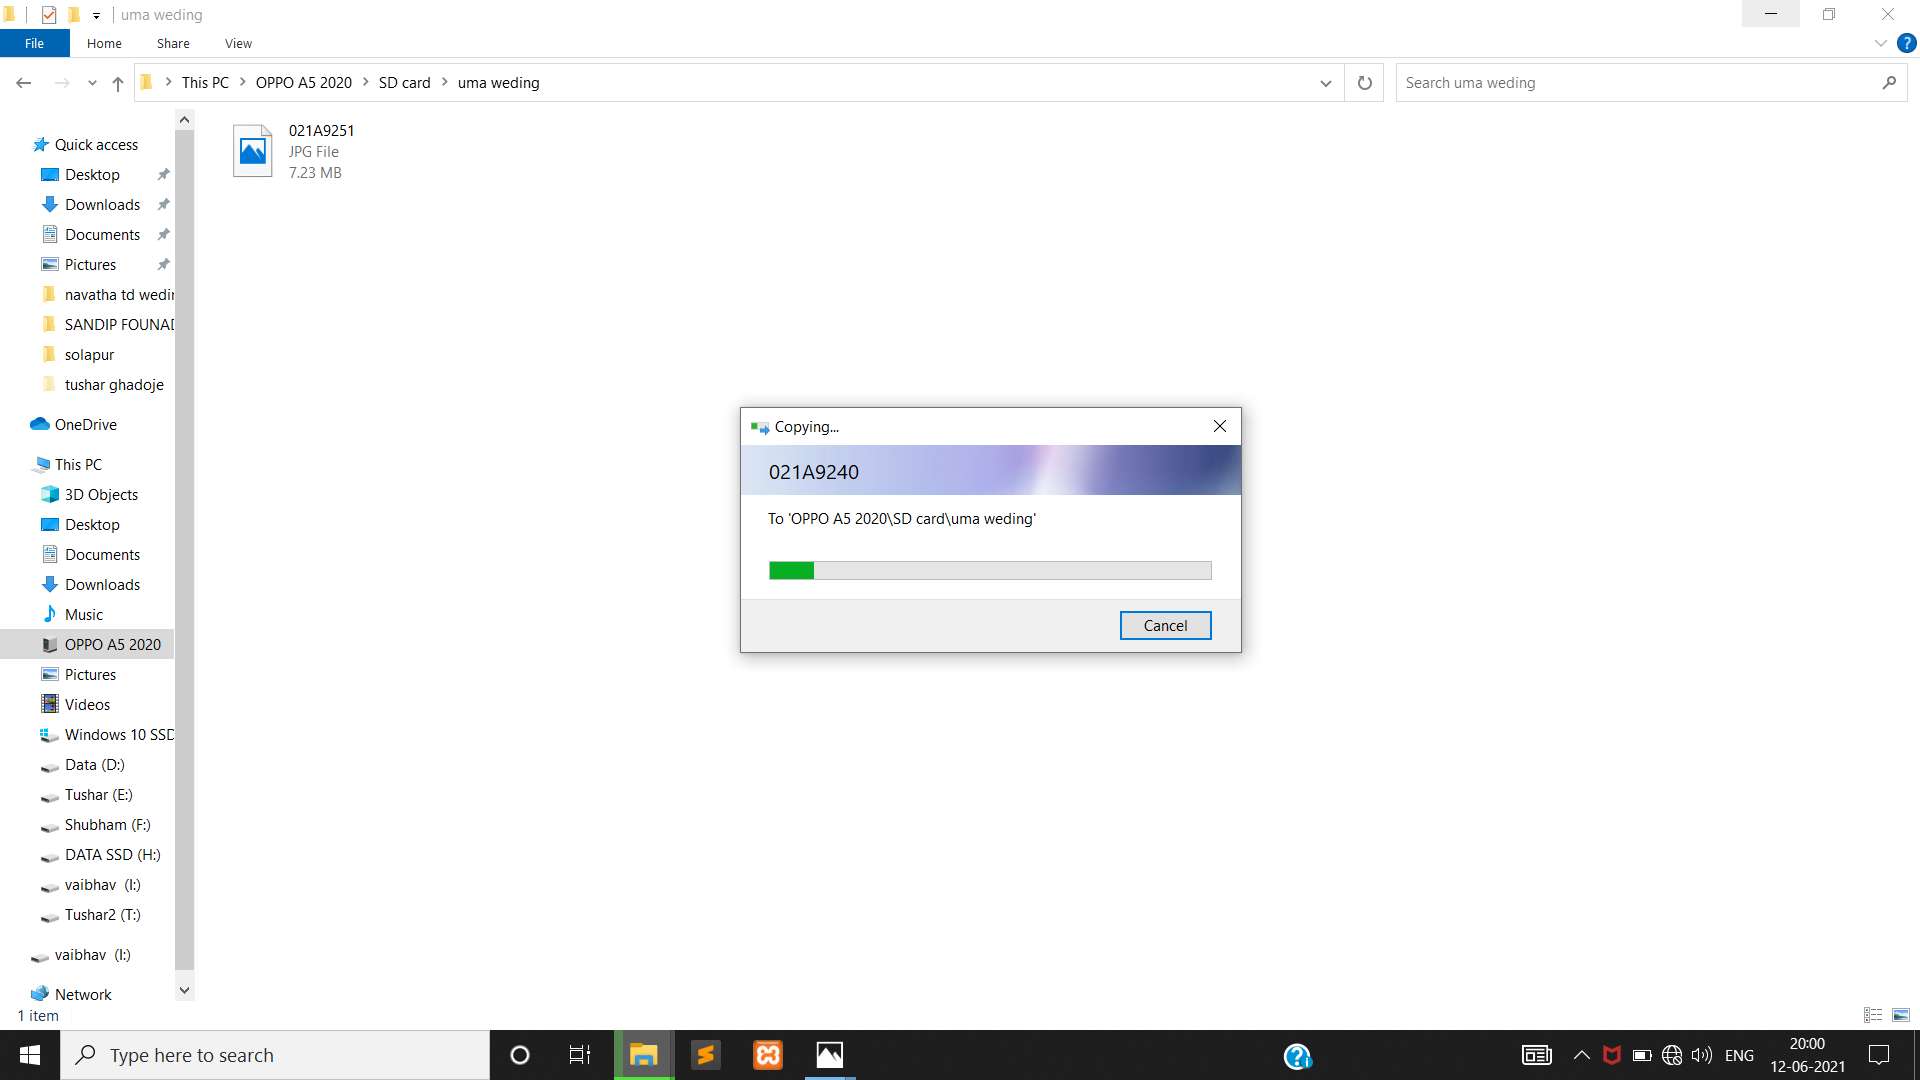 uma weding
File Home Share View
This PC OPPO A5 2020 SD card uma weding
Search uma weding
Quick access
Desktop
Downloads
Documents
Pictures
navatha td wedin
SANDIP FOUNAD
solapur
tushar ghadoje
OneDrive
This PC
3D Objects
Desktop
Documents
Downloads
Music
OPPO A5 2020
Pictures
Videos
Windows 10 SSD
Data (D:)
Tushar (E:)
Shubham (F:)
DATA SSD (H:)
vaibhav (I:)
Tushar2 (T:)
vaibhav (I:)
Network
1 item
021A9251
JPG File
7.23 MB
Copying...
021A9240
To 'OPPO A5 2020\SD card\uma weding'
Cancel
Type here to search
ENG
20:00
12-06-2021